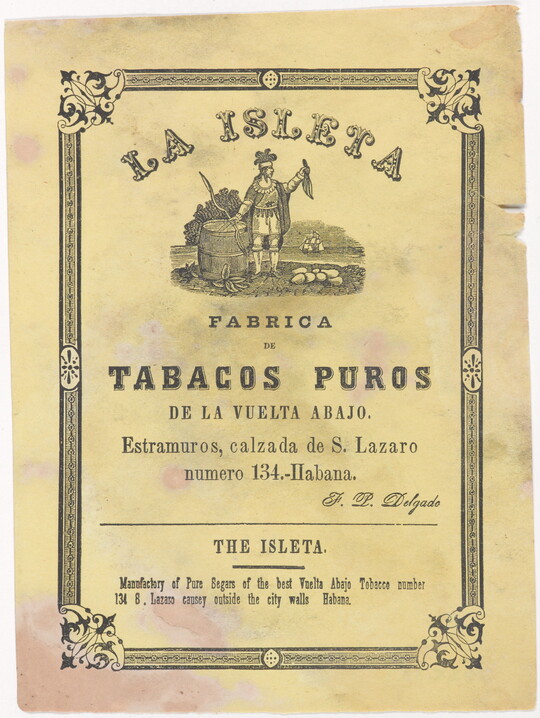 LA ISLETA
FABRICA
DE
TABACOS PUROS
DE LA VUELTA ABAJO.
Estramuros, calzada de S. Lazaro
numero 134.-Habana.
F. P. Delgado
THE ISLETA.
Manufactory of Pure Segars of the best Vuelta Abajo Tobacco number
134 S. Lazaro causey outside the city walls Habana.